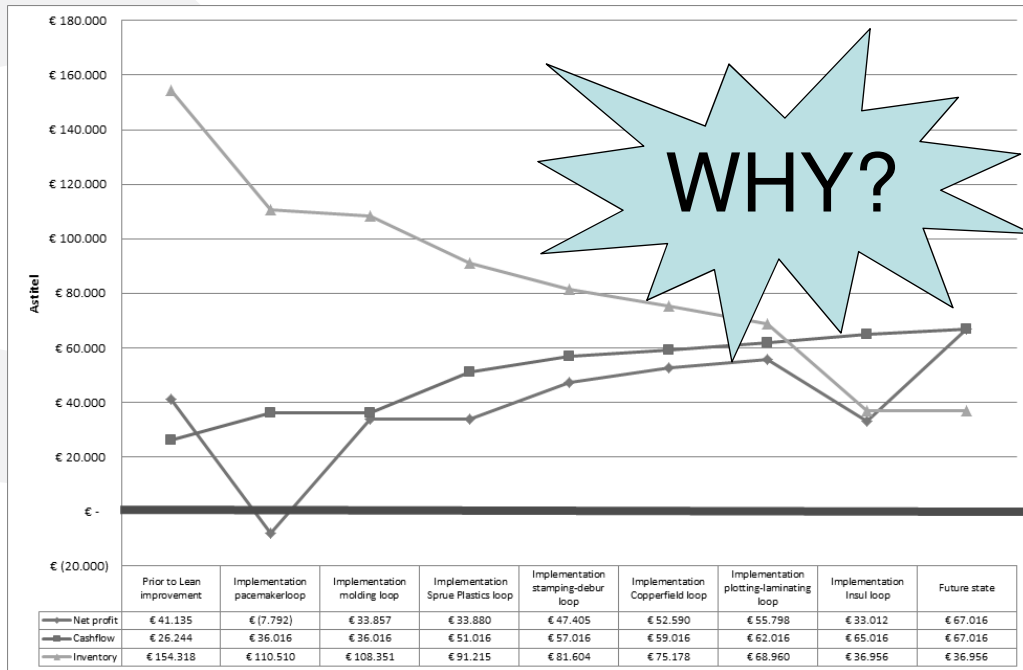 € 180.000
€ 160.000
€ 140.000
€ 120.000
€ 100.000
€ 80.000
€ 60.000
€ 40.000
€ 20.000
€ -
€ (20.000)
Astitel
WHY?
Prior to Lean improvement
Implementation pacemakerloop
Implementation molding loop
Implementation Sprue Plastics loop
Implementation stamping-debur loop
Implementation Copperfield loop
Implementation plotting-laminating loop
Implementation Insul loop
Future state
Net profit € 41.135 € (7.792) € 33.857 € 33.880 € 47.405 € 52.590 € 55.798 € 33.012 € 67.016
Cashflow € 26.244 € 36.016 € 36.016 € 51.016 € 57.016 € 59.016 € 62.016 € 65.016 € 67.016
Inventory € 154.318 € 110.510 € 108.351 € 91.215 € 81.604 € 75.178 € 68.960 € 36.956 € 36.956